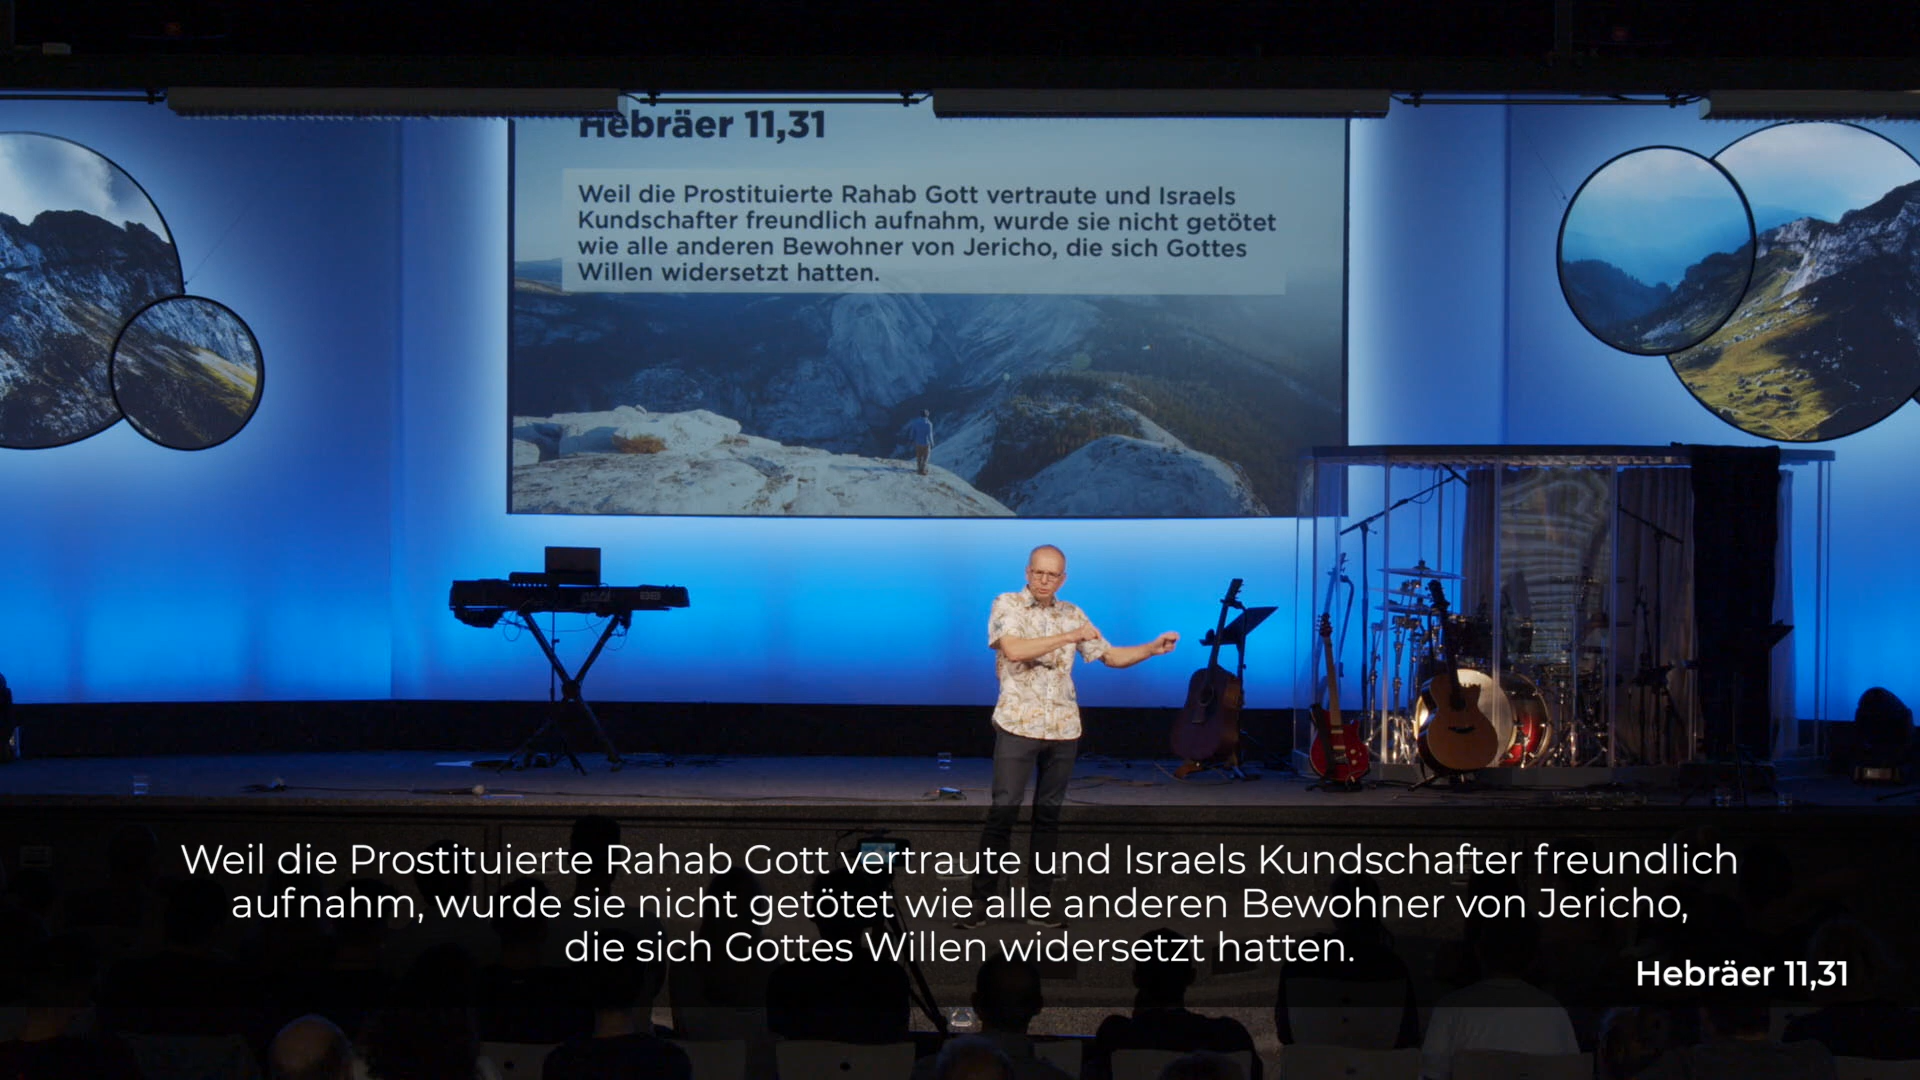 Hebräer 11,31
Weil die Prostituierte Rahab Gott vertraute und Israels
Kundschafter freundlich aufnahm, wurde sie nicht getötet
wie alle anderen Bewohner von Jericho, die sich Gottes
Willen widersetzt hatten.
Weil die Prostituierte Rahab Gott vertraute und Israels Kundschafter freundlich
aufnahm, wurde sie nicht getötet wie alle anderen Bewohner von Jericho,
die sich Gottes Willen widersetzt hatten.
Hebräer 11,31